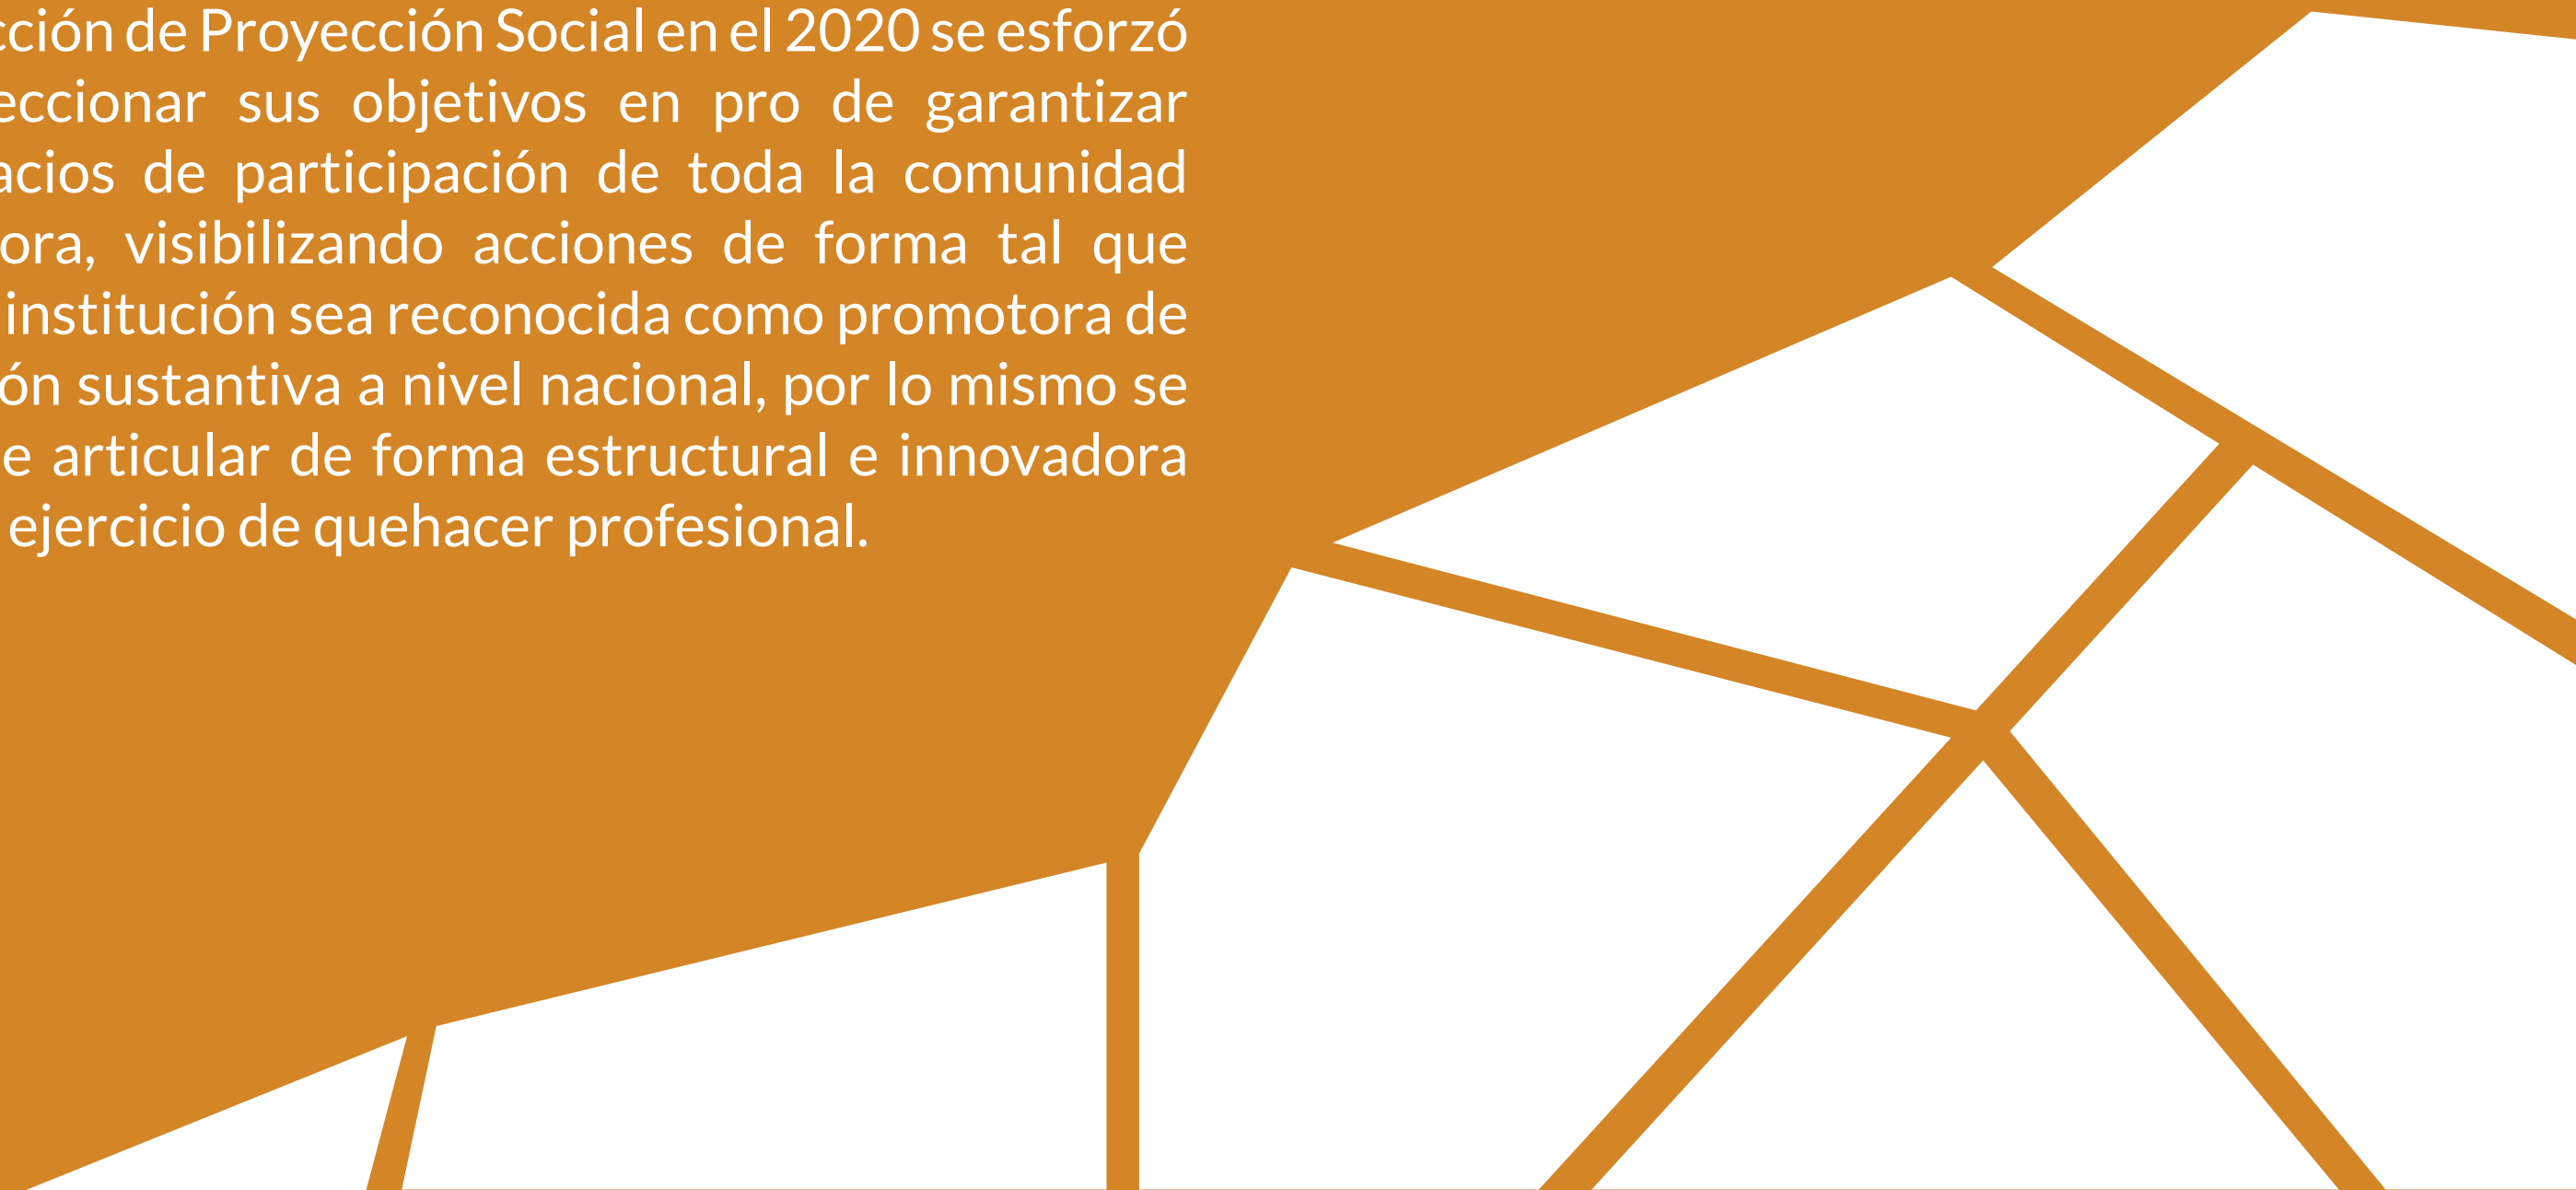 cción de Proyección Social en el 2020 se esforzó
eccionar sus objetivos en pro de garantizar
acios de participación de toda la comunidad
ora, visibilizando acciones de forma tal que
institución sea reconocida como promotora de
ón sustantiva a nivel nacional, por lo mismo se
e articular de forma estructural e innovadora
ejercicio de quehacer profesional.